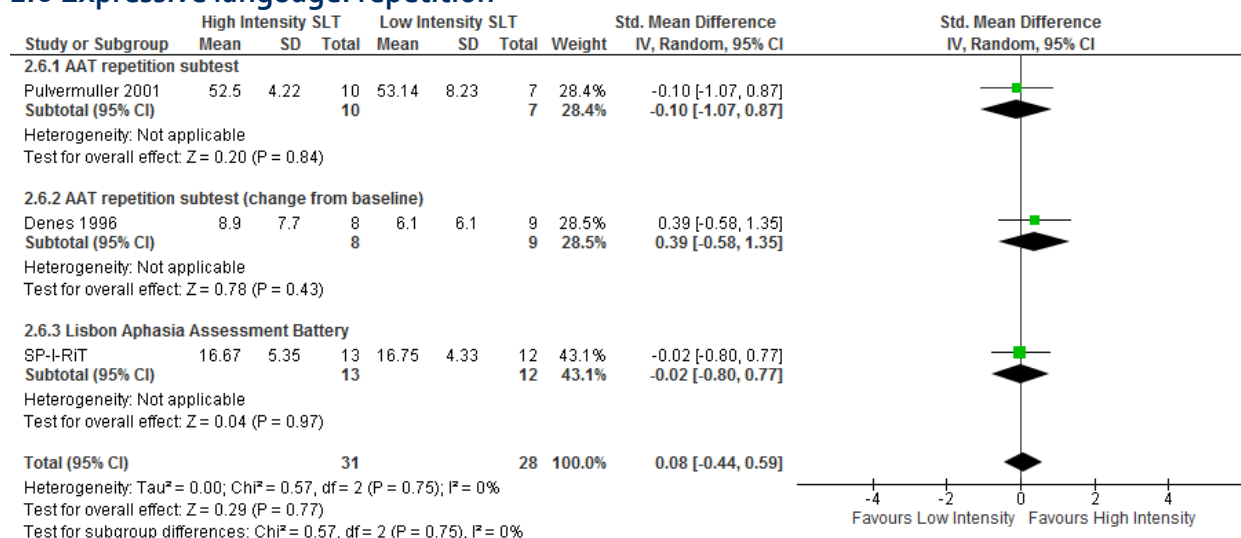 2.6 Expressive language: repetition
High Intensity SLT Low Intensity SLT Std. Mean Difference Std. Mean Difference
Study or Subgroup Mean SD Total Mean SD Total Weight IV, Random, 95% CI IV, Random, 95% CI
2.6.1 AAT repetition subtest
Pulvermuller 2001 52.5 4.22 10 53.14 8.23 7 28.4% -0.10 [-1.07, 0.87]
Subtotal (95% CI) 10 7 28.4% -0.10 [-1.07, 0.87]
Heterogeneity: Not applicable
Test for overall effect: Z = 0.20 (P = 0.84)
2.6.2 AAT repetition subtest (change from baseline)
Denes 1996 8.9 7.7 8 6.1 6.1 9 28.5% 0.39 [-0.58, 1.35]
Subtotal (95% CI) 8 9 28.5% 0.39 [-0.58, 1.35]
Heterogeneity: Not applicable
Test for overall effect: Z = 0.78 (P = 0.43)
2.6.3 Lisbon Aphasia Assessment Battery
SP-I-RiT 16.67 5.35 13 16.75 4.33 12 43.1% -0.02 [-0.80, 0.77]
Subtotal (95% CI) 13 12 43.1% -0.02 [-0.80, 0.77]
Heterogeneity: Not applicable
Test for overall effect: Z = 0.04 (P = 0.97)
Total (95% CI) 31 28 100.0% 0.08 [-0.44, 0.59]
Heterogeneity: Tau² = 0.00; Chi² = 0.57, df = 2 (P = 0.75); I² = 0%
Test for overall effect: Z = 0.29 (P = 0.77)
Test for subgroup differences: Chi² = 0.57, df = 2 (P = 0.75), I² = 0%
-4 -2 0 2 4
Favours Low Intensity Favours High Intensity